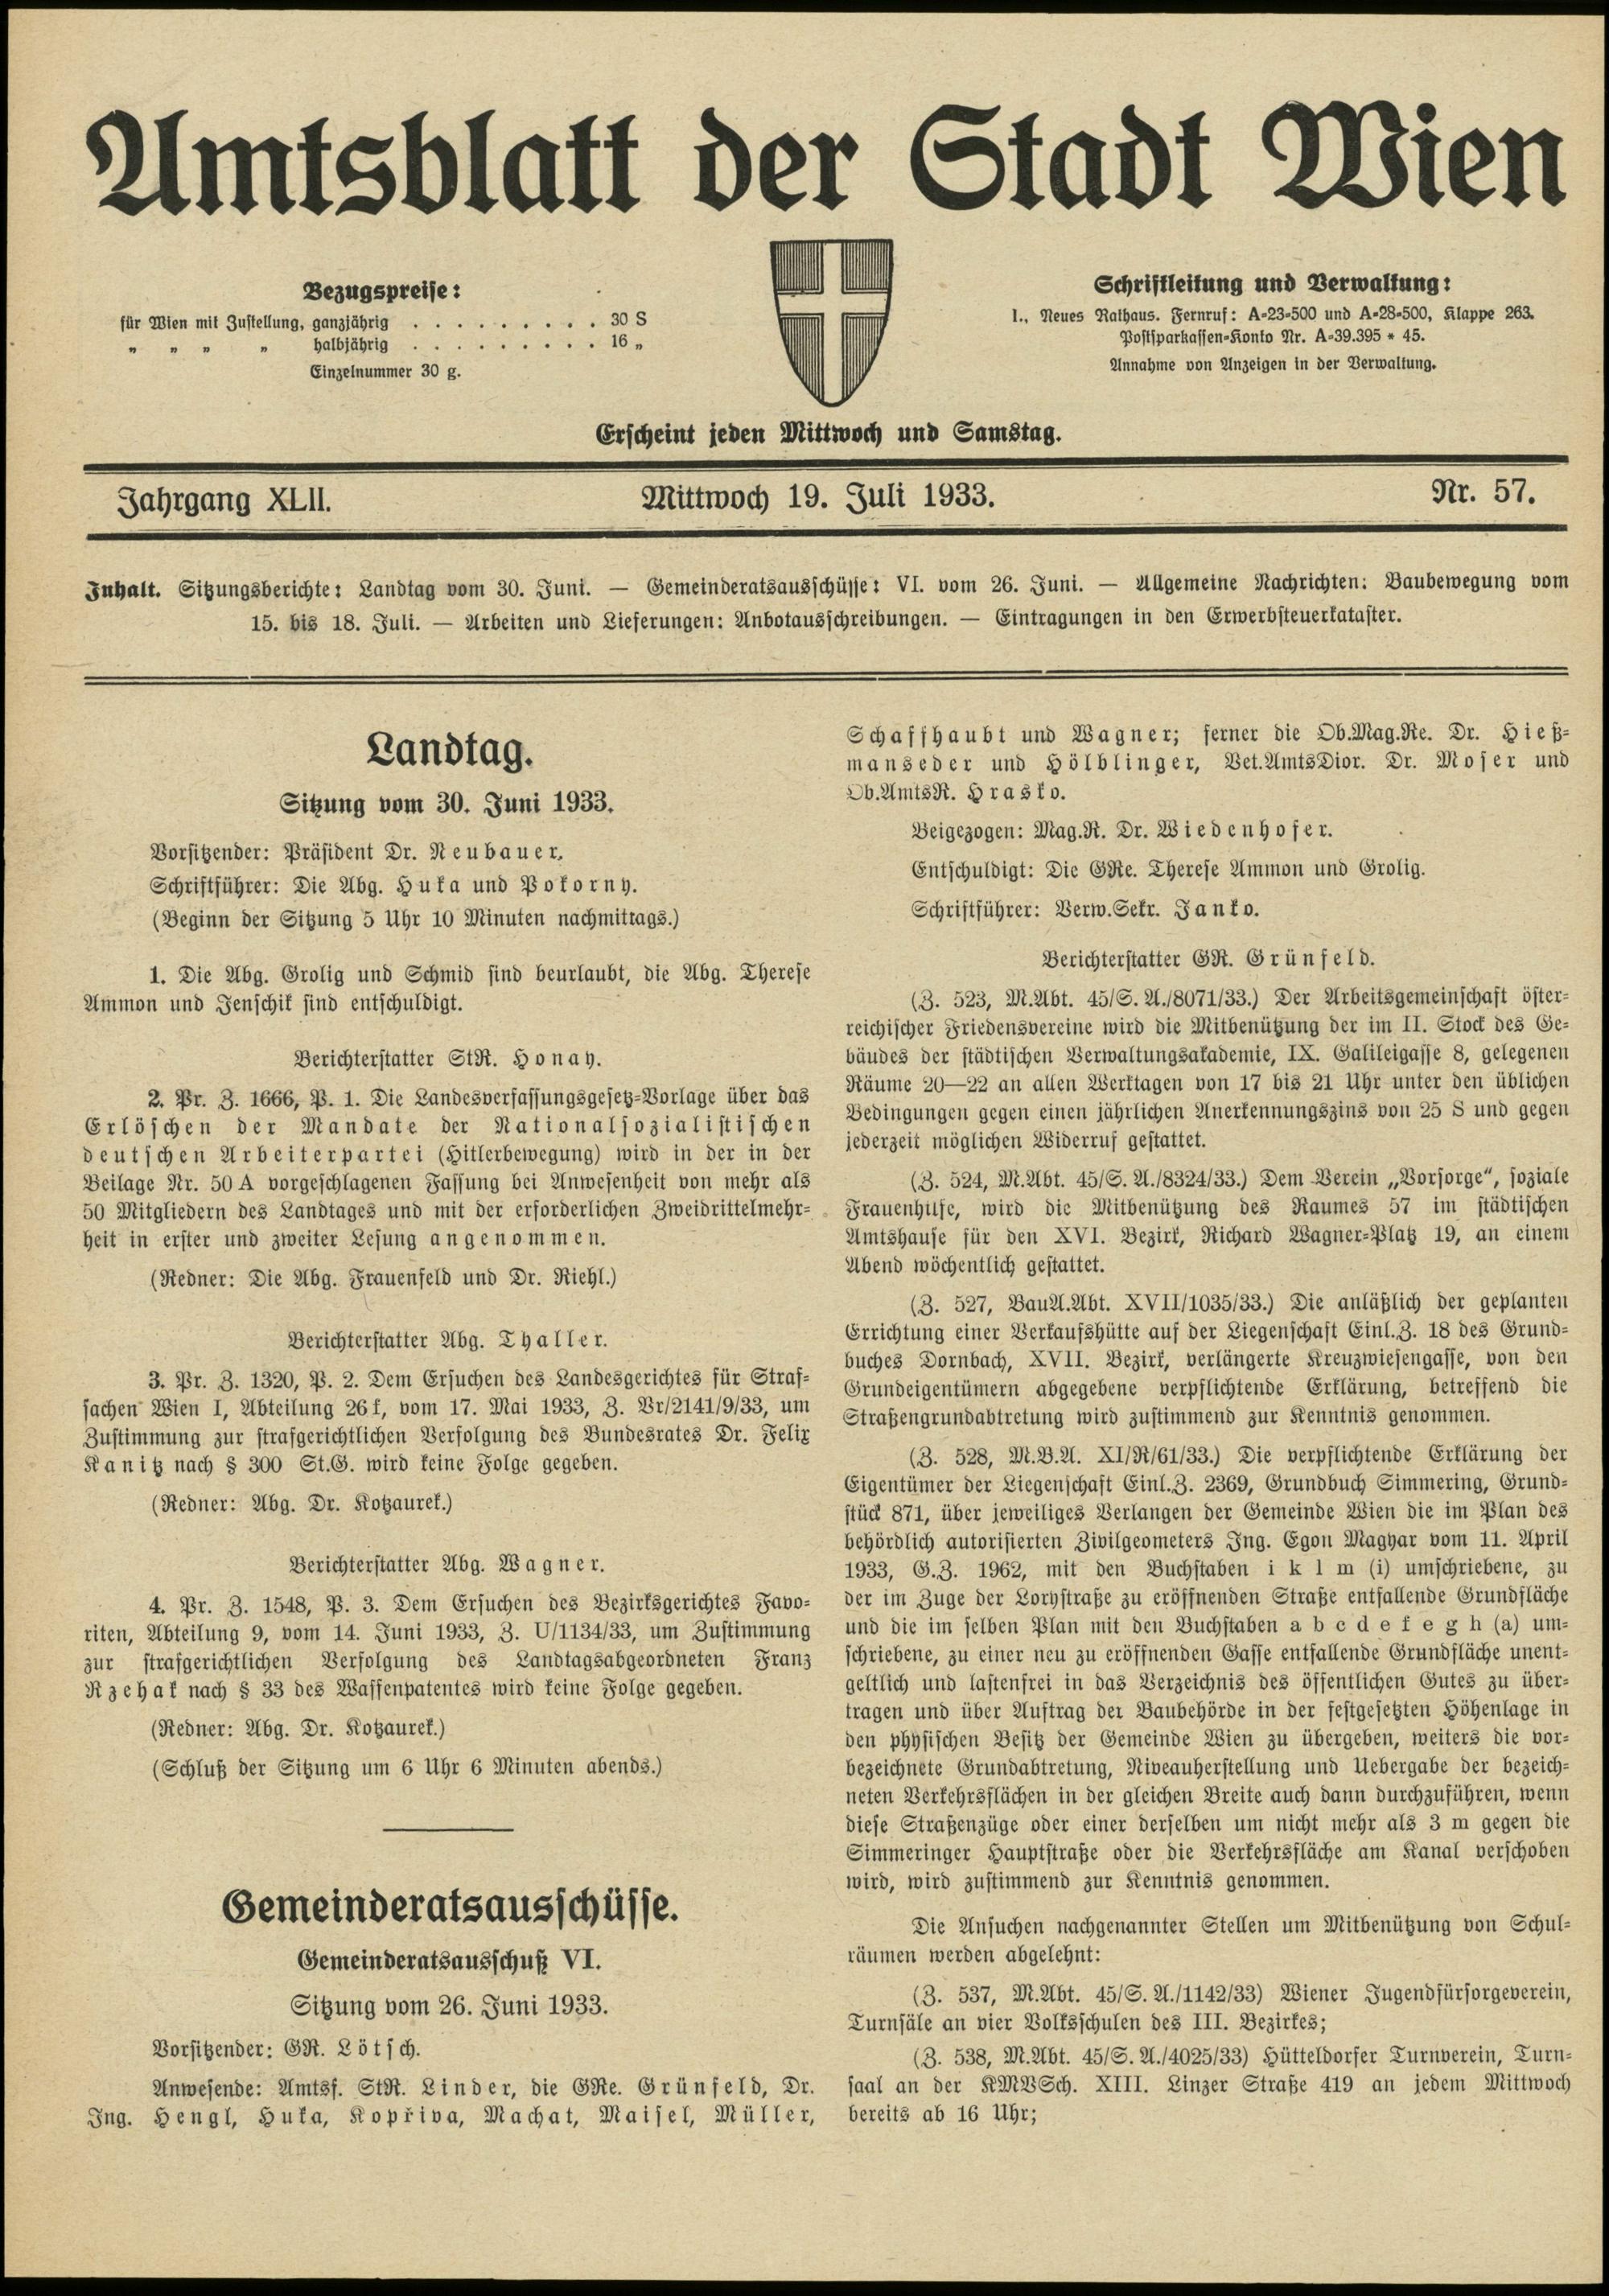 Amtsblatt der Stadt Wien
Bezugspreise:
für Wien mit Zustellung, ganzjährig . . . . . . . . . 30 S
„ „ „ „ halbjährig . . . . . . . . . 16 „
Einzelnummer 30 g.
Schriftleitung und Verwaltung:
I., Neues Rathaus. Fernruf: A=23=500 und A=28=500, Klappe 263.
Postsparkassen=Konto Nr. A=39.395 * 45.
Annahme von Anzeigen in der Verwaltung.
Erscheint jeden Mittwoch und Samstag.
Jahrgang XLII. Mittwoch 19. Juli 1933. Nr. 57.
Inhalt. Sitzungsberichte: Landtag vom 30. Juni. — Gemeinderatsausschüsse: VI. vom 26. Juni. — Allgemeine Nachrichten: Baubewegung vom
15. bis 18. Juli. — Arbeiten und Lieferungen: Anbotausschreibungen. — Eintragungen in den Erwerbsteuerkataster.
Landtag.
Sitzung vom 30. Juni 1933.
Vorsitzender: Präsident Dr. Neubauer.
Schriftführer: Die Abg. Huka und Pokorny.
(Beginn der Sitzung 5 Uhr 10 Minuten nachmittags.)
1. Die Abg. Grolig und Schmid sind beurlaubt, die Abg. Therese
Ammon und Jenschik sind entschuldigt.
Berichterstatter StR. Honay.
2. Pr. Z. 1666, P. 1. Die Landesverfassungsgesetz=Vorlage über das
Erlöschen der Mandate der Nationalsozialistischen
deutschen Arbeiterpartei (Hitlerbewegung) wird in der in der
Beilage Nr. 50 A vorgeschlagenen Fassung bei Anwesenheit von mehr als
50 Mitgliedern des Landtages und mit der erforderlichen Zweidrittelmehr=
heit in erster und zweiter Lesung angenommen.
(Redner: Die Abg. Frauenfeld und Dr. Riehl.)
Berichterstatter Abg. Thaller.
3. Pr. Z. 1320, P. 2. Dem Ersuchen des Landesgerichtes für Straf=
sachen Wien I, Abteilung 26 k, vom 17. Mai 1933, Z. Vr/2141/9/33, um
Zustimmung zur strafgerichtlichen Verfolgung des Bundesrates Dr. Felix
Kanitz nach § 300 St.G. wird keine Folge gegeben.
(Redner: Abg. Dr. Kotzaurek.)
Berichterstatter Abg. Wagner.
4. Pr. Z. 1548, P. 3. Dem Ersuchen des Bezirksgerichtes Favo=
riten, Abteilung 9, vom 14. Juni 1933, Z. U/1134/33, um Zustimmung
zur strafgerichtlichen Verfolgung des Landtagsabgeordneten Franz
Rzehak nach § 33 des Waffenpatentes wird keine Folge gegeben.
(Redner: Abg. Dr. Kotzaurek.)
(Schluß der Sitzung um 6 Uhr 6 Minuten abends.)
Gemeinderatsausschüsse.
Gemeinderatsausschuß VI.
Sitzung vom 26. Juni 1933.
Vorsitzender: GR. Lötsch.
Anwesende: Amtsf. StR. Linder, die GRe. Grünfeld, Dr.
Ing. Hengl, Huka, Kopřiva, Machat, Maisel, Müller,
Schaffhaubt und Wagner; ferner die Ob.Mag.Re. Dr. Hieß=
manseder und Hölblinger, Vet.AmtsDior. Dr. Moser und
Ob.AmtsR. Hrasko.
Beigezogen: Mag.R. Dr. Wiedenhofer.
Entschuldigt: Die GRe. Therese Ammon und Grolig.
Schriftführer: Verw.Sekr. Janko.
Berichterstatter GR. Grünfeld.
(Z. 523, M.Abt. 45/S. A./8071/33.) Der Arbeitsgemeinschaft öster=
reichischer Friedensvereine wird die Mitbenützung der im II. Stock des Ge=
bäudes der städtischen Verwaltungsakademie, IX. Galileigasse 8, gelegenen
Räume 20—22 an allen Werktagen von 17 bis 21 Uhr unter den üblichen
Bedingungen gegen einen jährlichen Anerkennungszins von 25 S und gegen
jederzeit möglichen Widerruf gestattet.
(Z. 524, M.Abt. 45/S. A./8324/33.) Dem Verein „Vorsorge“, soziale
Frauenhilfe, wird die Mitbenützung des Raumes 57 im städtischen
Amtshause für den XVI. Bezirk, Richard Wagner=Platz 19, an einem
Abend wöchentlich gestattet.
(Z. 527, BauA.Abt. XVII/1035/33.) Die anläßlich der geplanten
Errichtung einer Verkaufshütte auf der Liegenschaft Einl.Z. 18 des Grund=
buches Dornbach, XVII. Bezirk, verlängerte Kreuzwiesengasse, von den
Grundeigentümern abgegebene verpflichtende Erklärung, betreffend die
Straßengrundabtretung wird zustimmend zur Kenntnis genommen.
(Z. 528, M.B.A. XI/R/61/33.) Die verpflichtende Erklärung der
Eigentümer der Liegenschaft Einl.Z. 2369, Grundbuch Simmering, Grund=
stück 871, über jeweiliges Verlangen der Gemeinde Wien die im Plan des
behördlich autorisierten Zivilgeometers Ing. Egon Magyar vom 11. April
1933, G.Z. 1962, mit den Buchstaben i k l m (i) umschriebene, zu
der im Zuge der Lorystraße zu eröffnenden Straße entfallende Grundfläche
und die im selben Plan mit den Buchstaben a b c d e f e g h (a) um=
schriebene, zu einer neu zu eröffnenden Gasse entfallende Grundfläche unent=
geltlich und lastenfrei in das Verzeichnis des öffentlichen Gutes zu über=
tragen und über Auftrag der Baubehörde in der festgesetzten Höhenlage in
den physischen Besitz der Gemeinde Wien zu übergeben, weiters die vor=
bezeichnete Grundabtretung, Niveauherstellung und Uebergabe der bezeich=
neten Verkehrsflächen in der gleichen Breite auch dann durchzuführen, wenn
diese Straßenzüge oder einer derselben um nicht mehr als 3 m gegen die
Simmeringer Hauptstraße oder die Verkehrsfläche am Kanal verschoben
wird, wird zustimmend zur Kenntnis genommen.
Die Ansuchen nachgenannter Stellen um Mitbenützung von Schul=
räumen werden abgelehnt:
(Z. 537, M.Abt. 45/S. A./1142/33) Wiener Jugendfürsorgeverein,
Turnsäle an vier Volksschulen des III. Bezirkes;
(Z. 538, M.Abt. 45/S. A./4025/33) Hütteldorfer Turnverein, Turn=
saal an der KMVSch. XIII. Linzer Straße 419 an jedem Mittwoch
bereits ab 16 Uhr;